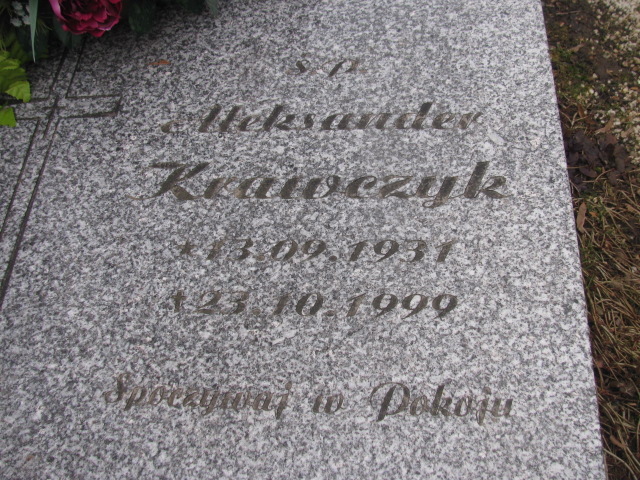 ś.p
Aleksander
Krawczyk
* 13.09.1931
† 23.10.1999
Spoczywaj w Pokoju